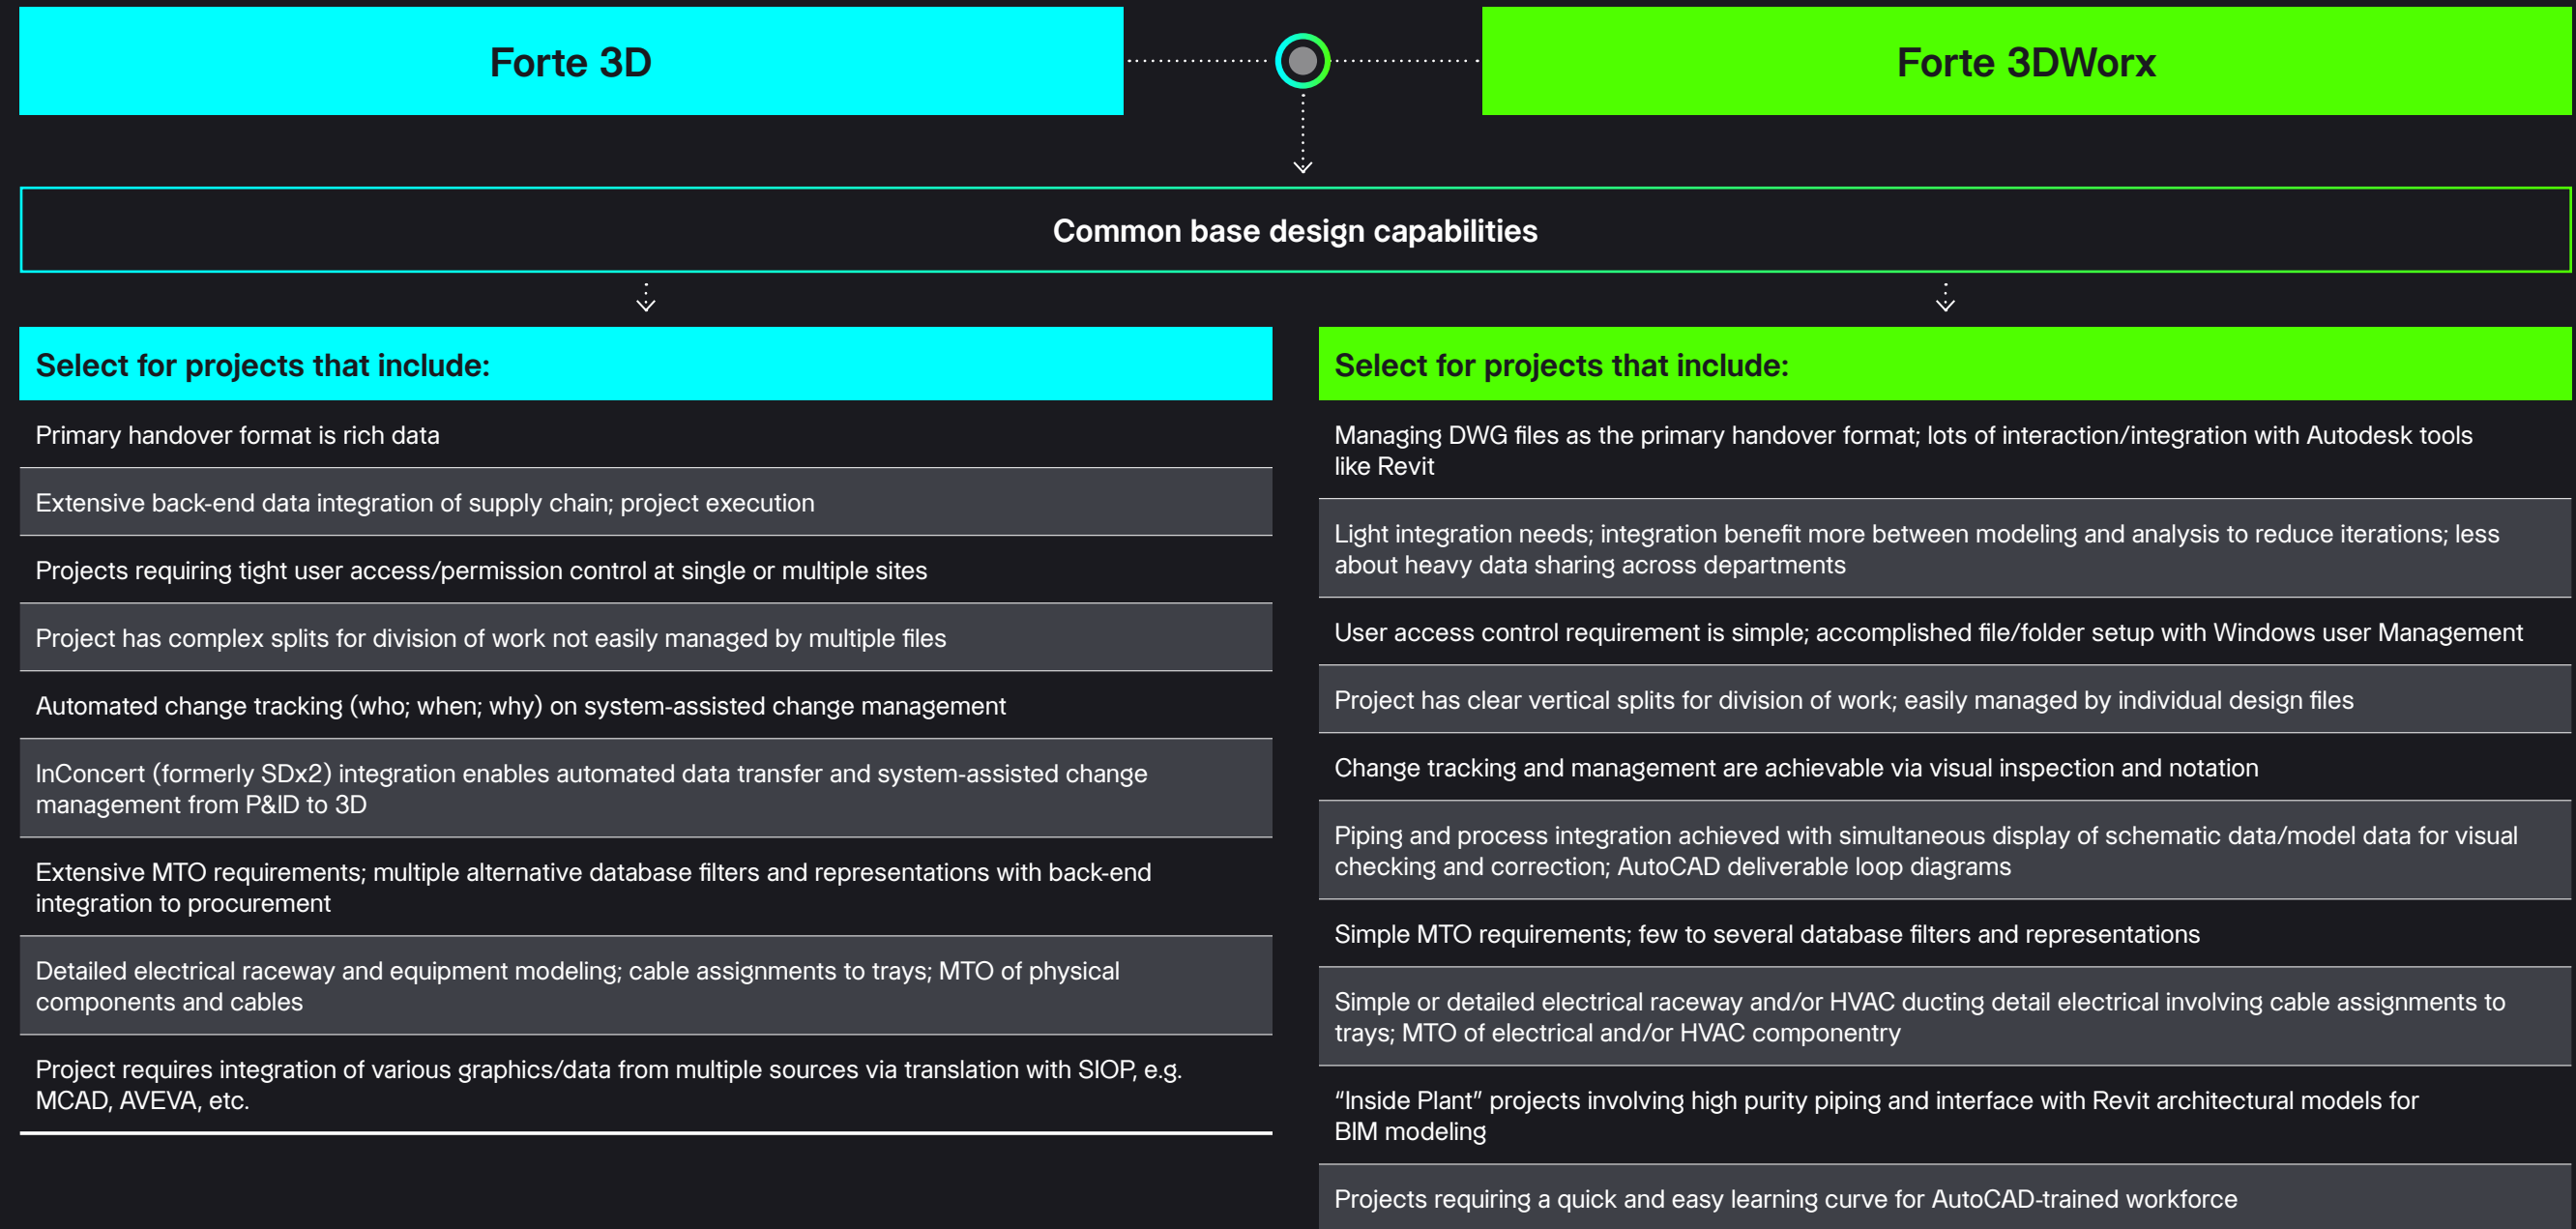 Forte 3D
Forte 3DWorx
Common base design capabilities
Select for projects that include:
Primary handover format is rich data
Extensive back-end data integration of supply chain; project execution
Projects requiring tight user access/permission control at single or multiple sites
Project has complex splits for division of work not easily managed by multiple files
Automated change tracking (who; when; why) on system-assisted change management
InConcert (formerly SDx2) integration enables automated data transfer and system-assisted change
management from P&ID to 3D
Extensive MTO requirements; multiple alternative database filters and representations with back-end
integration to procurement
Detailed electrical raceway and equipment modeling; cable assignments to trays; MTO of physical
components and cables
Project requires integration of various graphics/data from multiple sources via translation with SIOP, e.g.
MCAD, AVEVA, etc.
Select for projects that include:
Managing DWG files as the primary handover format; lots of interaction/integration with Autodesk tools
like Revit
Light integration needs; integration benefit more between modeling and analysis to reduce iterations; less
about heavy data sharing across departments
User access control requirement is simple; accomplished file/folder setup with Windows user Management
Project has clear vertical splits for division of work; easily managed by individual design files
Change tracking and management are achievable via visual inspection and notation
Piping and process integration achieved with simultaneous display of schematic data/model data for visual
checking and correction; AutoCAD deliverable loop diagrams
Simple MTO requirements; few to several database filters and representations
Simple or detailed electrical raceway and/or HVAC ducting detail electrical involving cable assignments to
trays; MTO of electrical and/or HVAC componentry
“Inside Plant” projects involving high purity piping and interface with Revit architectural models for
BIM modeling
Projects requiring a quick and easy learning curve for AutoCAD-trained workforce